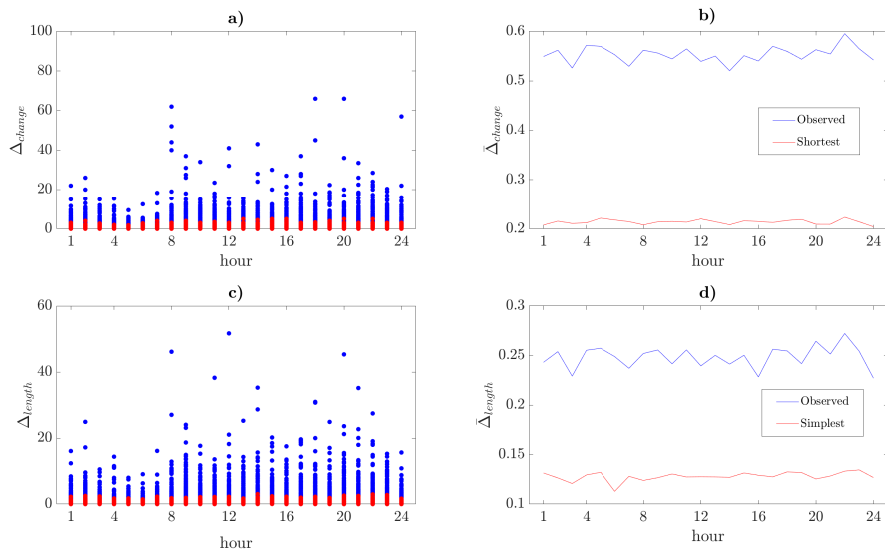 a)
100
80
60
40
20
0
Δchange
1 4 8 12 16 20 24
hour
b)
0.6
0.5
0.4
0.3
0.2
Δ̄change
Observed
Shortest
1 4 8 12 16 20 24
hour
c)
60
40
20
0
Δlength
1 4 8 12 16 20 24
hour
d)
0.3
0.25
0.2
0.15
0.1
Δ̄length
Observed
Simplest
1 4 8 12 16 20 24
hour